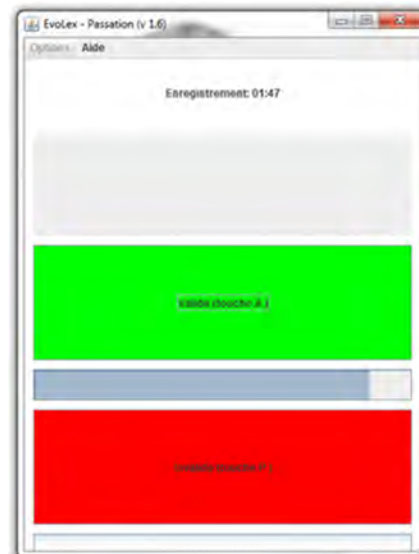 EvoLex - Passation (v 1.6)
Options Aide
Enregistrement: 01:47
Valide (touche A )